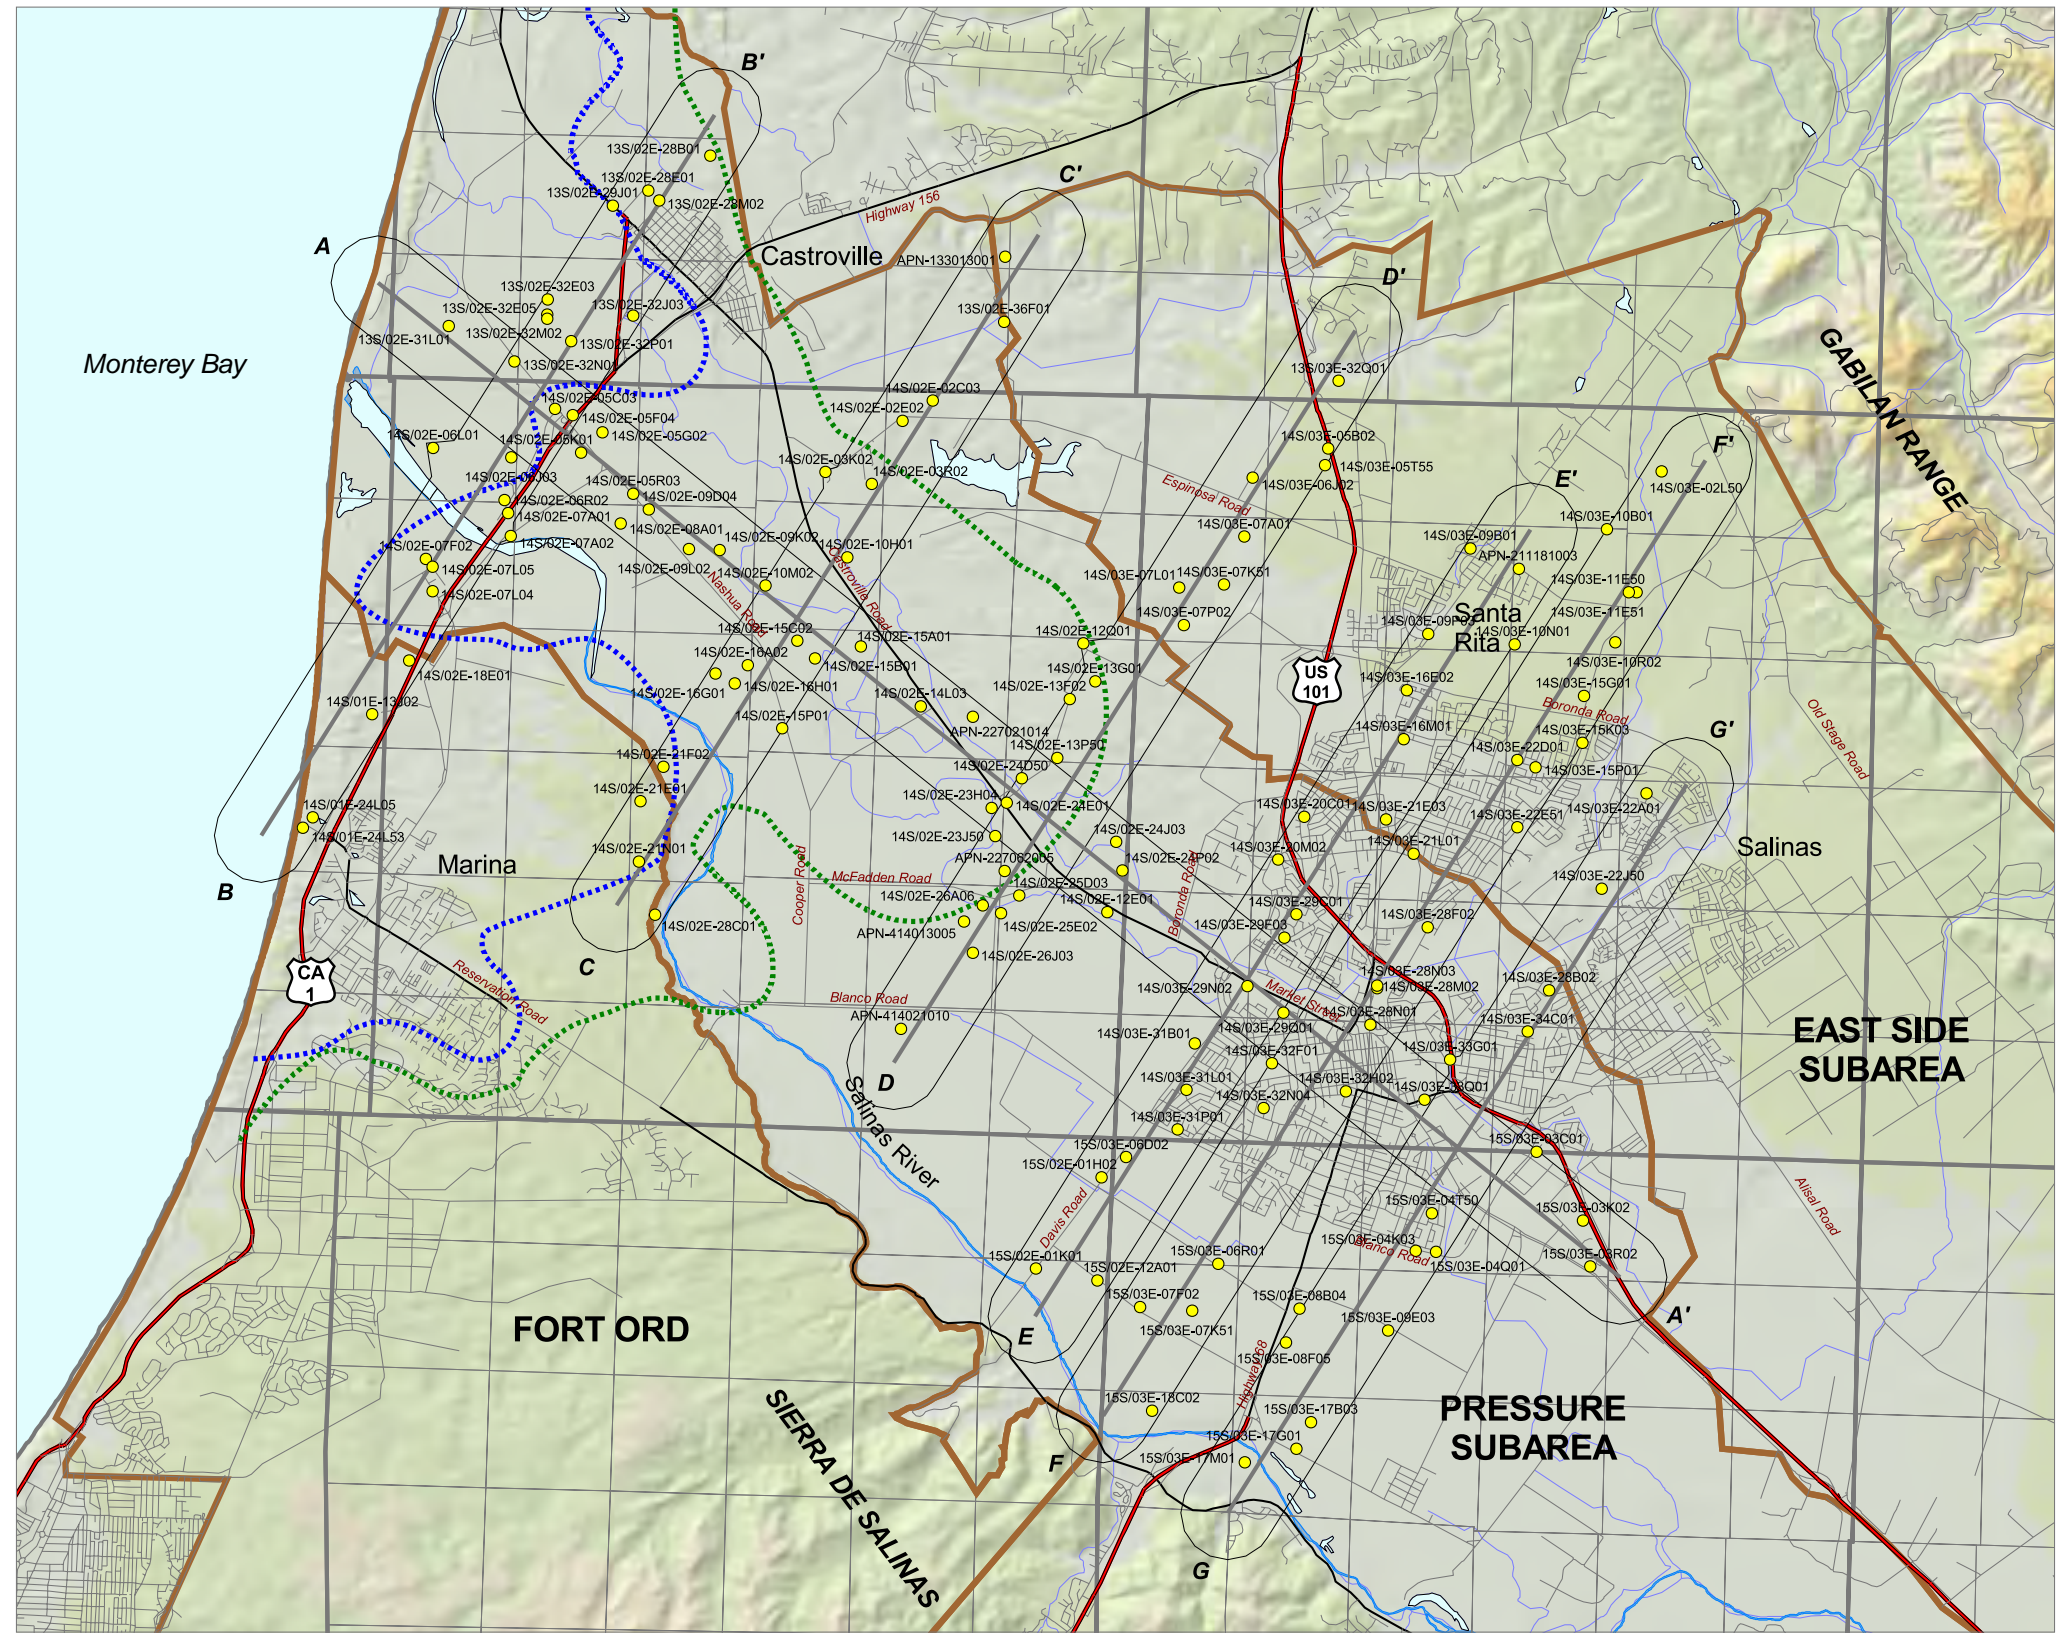 B'
13S/02E-28B01
13S/02E-28E01
13S/02E-29J01
13S/02E-28M02
C'
Highway 156
A
Castroville
APN-133013001
D'
13S/02E-32E03
13S/02E-32E05
13S/02E-32J03
13S/02E-36F01
13S/02E-31L01
13S/02E-32M02
13S/02E-32P01
13S/02E-32N01
Monterey Bay
GABILAN RANGE
13S/03E-32Q01
14S/02E-02C03
14S/02E-05C03
14S/02E-05F04
14S/02E-02E02
14S/02E-06L01
14S/02E-05K01
14S/02E-05G02
14S/03E-05B02
F'
14S/02E-03K02
14S/02E-03R02
14S/03E-05T55
14S/03E-06J02
14S/03E-02L50
E'
14S/02E-05R03
14S/02E-06R02
14S/02E-09D04
Espinosa Road
14S/02E-07A01
14S/03E-07A01
14S/03E-10B01
14S/02E-08A01
14S/02E-09K02
14S/03E-09B01
14S/02E-07A02
14S/02E-07F02
14S/02E-10H01
APN-211181003
14S/02E-07L05
14S/02E-09L02
14S/02E-10M02
Castroville Road
Nashua Road
14S/03E-07L01
14S/03E-07K51
14S/03E-11E50
14S/02E-07L04
14S/03E-07P02
14S/03E-11E51
Santa
Rita
14S/03E-09P03
14S/02E-15C02
14S/02E-15A01
14S/02E-12Q01
14S/03E-10N01
14S/02E-16A02
14S/02E-15B01
14S/02E-13G01
14S/03E-10R02
14S/02E-18E01
14S/02E-16G01
14S/02E-16H01
14S/02E-14L03
14S/02E-13F02
US
101
14S/03E-16E02
14S/03E-15G01
14S/01E-13J02
14S/02E-15P01
APN-227021014
Boronda Road
Old Stage Road
14S/03E-16M01
14S/03E-15K03
G'
14S/02E-13P50
14S/03E-22D01
14S/02E-21F02
14S/02E-24D50
14S/03E-15P01
14S/02E-21E01
14S/02E-23H04
14S/02E-24E01
14S/03E-20C01
14S/03E-21E03
14S/03E-22E51
14S/03E-22A01
14S/01E-24L05
14S/01E-24L53
14S/02E-23J50
14S/02E-24J03
14S/03E-21L01
Salinas
14S/02E-21N01
APN-227062005
14S/02E-24P02
14S/03E-20M02
Marina
B
McFadden Road
Cooper Road
14S/02E-25D03
Boronda Road
14S/03E-22J50
14S/02E-26A06
14S/02E-12E01
14S/03E-29C01
14S/03E-28F02
14S/02E-28C01
APN-414013005
14S/02E-25E02
14S/03E-29F03
14S/02E-26J03
C
CA
1
Reservation Road
14S/03E-28N03
14S/03E-28B02
14S/03E-29N02
14S/03E-28M02
Blanco Road
Market Street
APN-414021010
14S/03E-28N01
14S/03E-29Q01
14S/03E-34C01
14S/03E-31B01
14S/03E-32F01
14S/03E-33G01
EAST SIDE
SUBAREA
D
14S/03E-31L01
14S/03E-32H02
14S/03E-33Q01
14S/03E-32N04
Salinas River
14S/03E-31P01
15S/03E-06D02
15S/03E-03C01
15S/02E-01H02
Davis Road
Alisal Road
15S/03E-04T50
15S/03E-03K02
15S/02E-01K01
15S/03E-06R01
15S/03E-04K03
Blanco Road
15S/03E-04Q01
15S/03E-03R02
15S/02E-12A01
15S/03E-07F02
15S/03E-08B04
A'
FORT ORD
E
15S/03E-07K51
15S/03E-09E03
15S/03E-08F05
Highway 68
SIERRA DE SALINAS
15S/03E-18C02
15S/03E-17B03
PRESSURE
SUBAREA
15S/03E-17G01
F
15S/03E-17M01
G